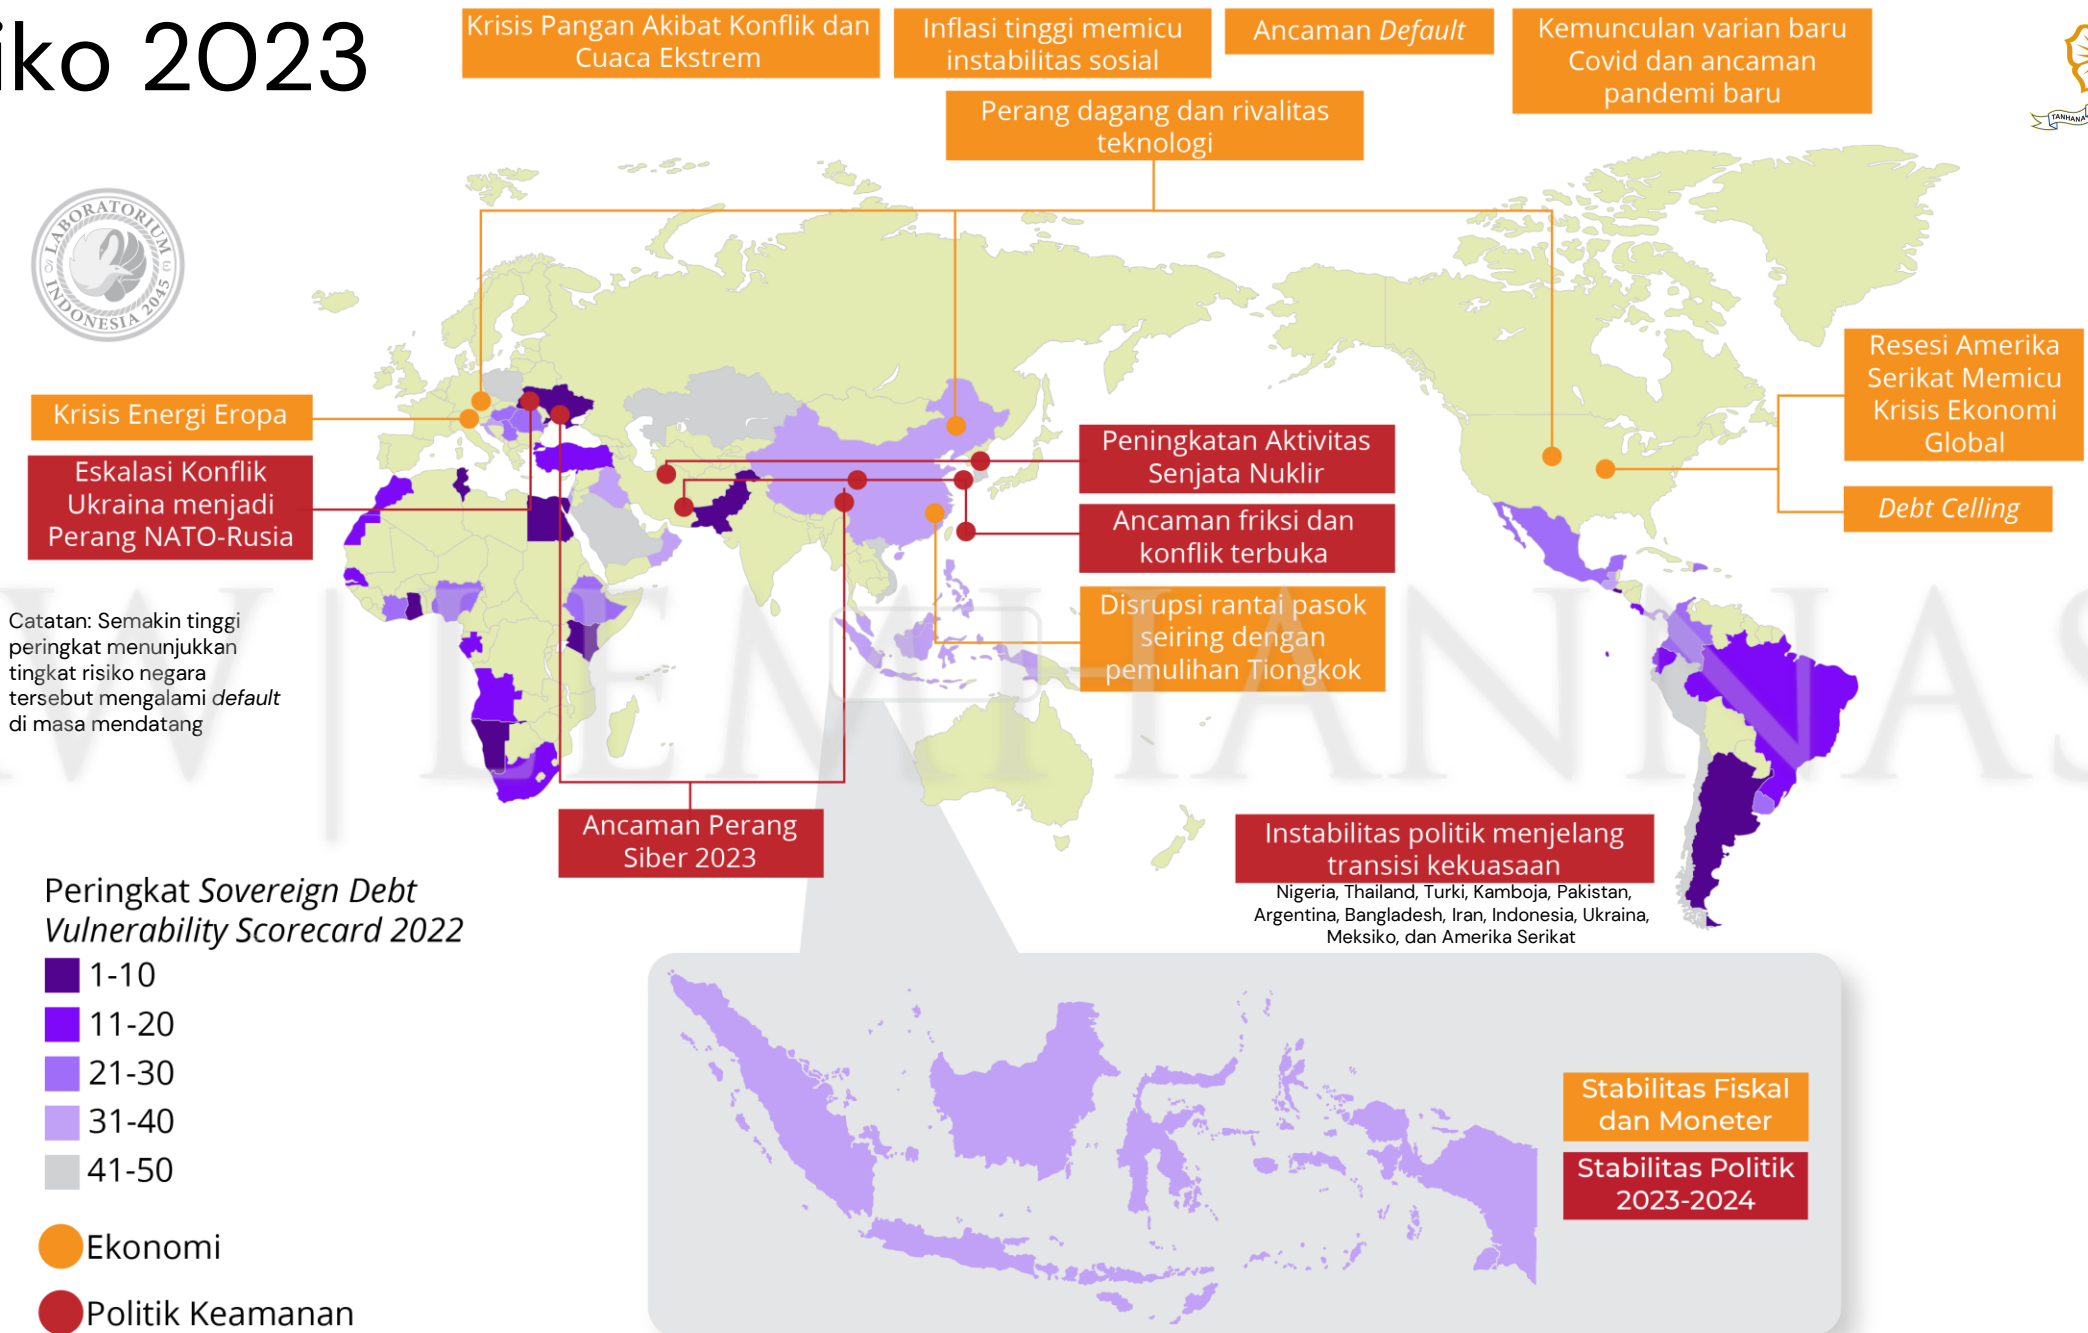 iko 2023
Krisis Pangan Akibat Konflik dan
Cuaca Ekstrem
Inflasi tinggi memicu
instabilitas sosial
Ancaman Default
Kemunculan varian baru
Covid dan ancaman
pandemi baru
TANHANA
Perang dagang dan rivalitas
teknologi
LABORATORIUM
INDONESIA 2045
Krisis Energi Eropa
Eskalasi Konflik
Ukraina menjadi
Perang NATO-Rusia
Resesi Amerika
Serikat Memicu
Krisis Ekonomi
Global
Debt Celling
Peningkatan Aktivitas
Senjata Nuklir
Ancaman friksi dan
konflik terbuka
Disrupsi rantai pasok
seiring dengan
pemulihan Tiongkok
Catatan: Semakin tinggi
peringkat menunjukkan
tingkat risiko negara
tersebut mengalami default
di masa mendatang
W | LEMHANNAS
Ancaman Perang
Siber 2023
Instabilitas politik menjelang
transisi kekuasaan
Nigeria, Thailand, Turki, Kamboja, Pakistan,
Argentina, Bangladesh, Iran, Indonesia, Ukraina,
Meksiko, dan Amerika Serikat
Peringkat Sovereign Debt
Vulnerability Scorecard 2022
1-10
11-20
21-30
31-40
41-50
Ekonomi
Politik Keamanan
Stabilitas Fiskal
dan Moneter
Stabilitas Politik
2023-2024